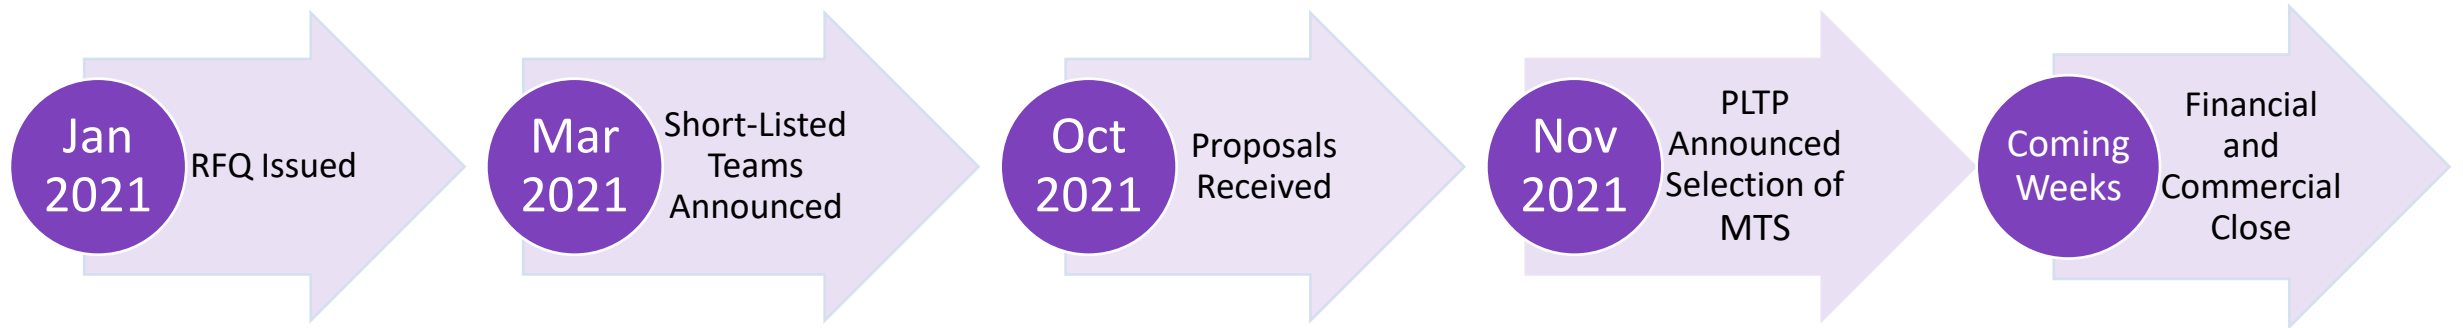 Jan
2021
RFQ Issued
Mar
2021
Short-Listed
Teams
Announced
Oct
2021
Proposals
Received
Nov
2021
PLTP
Announced
Selection of
MTS
Coming
Weeks
Financial
and
Commercial
Close